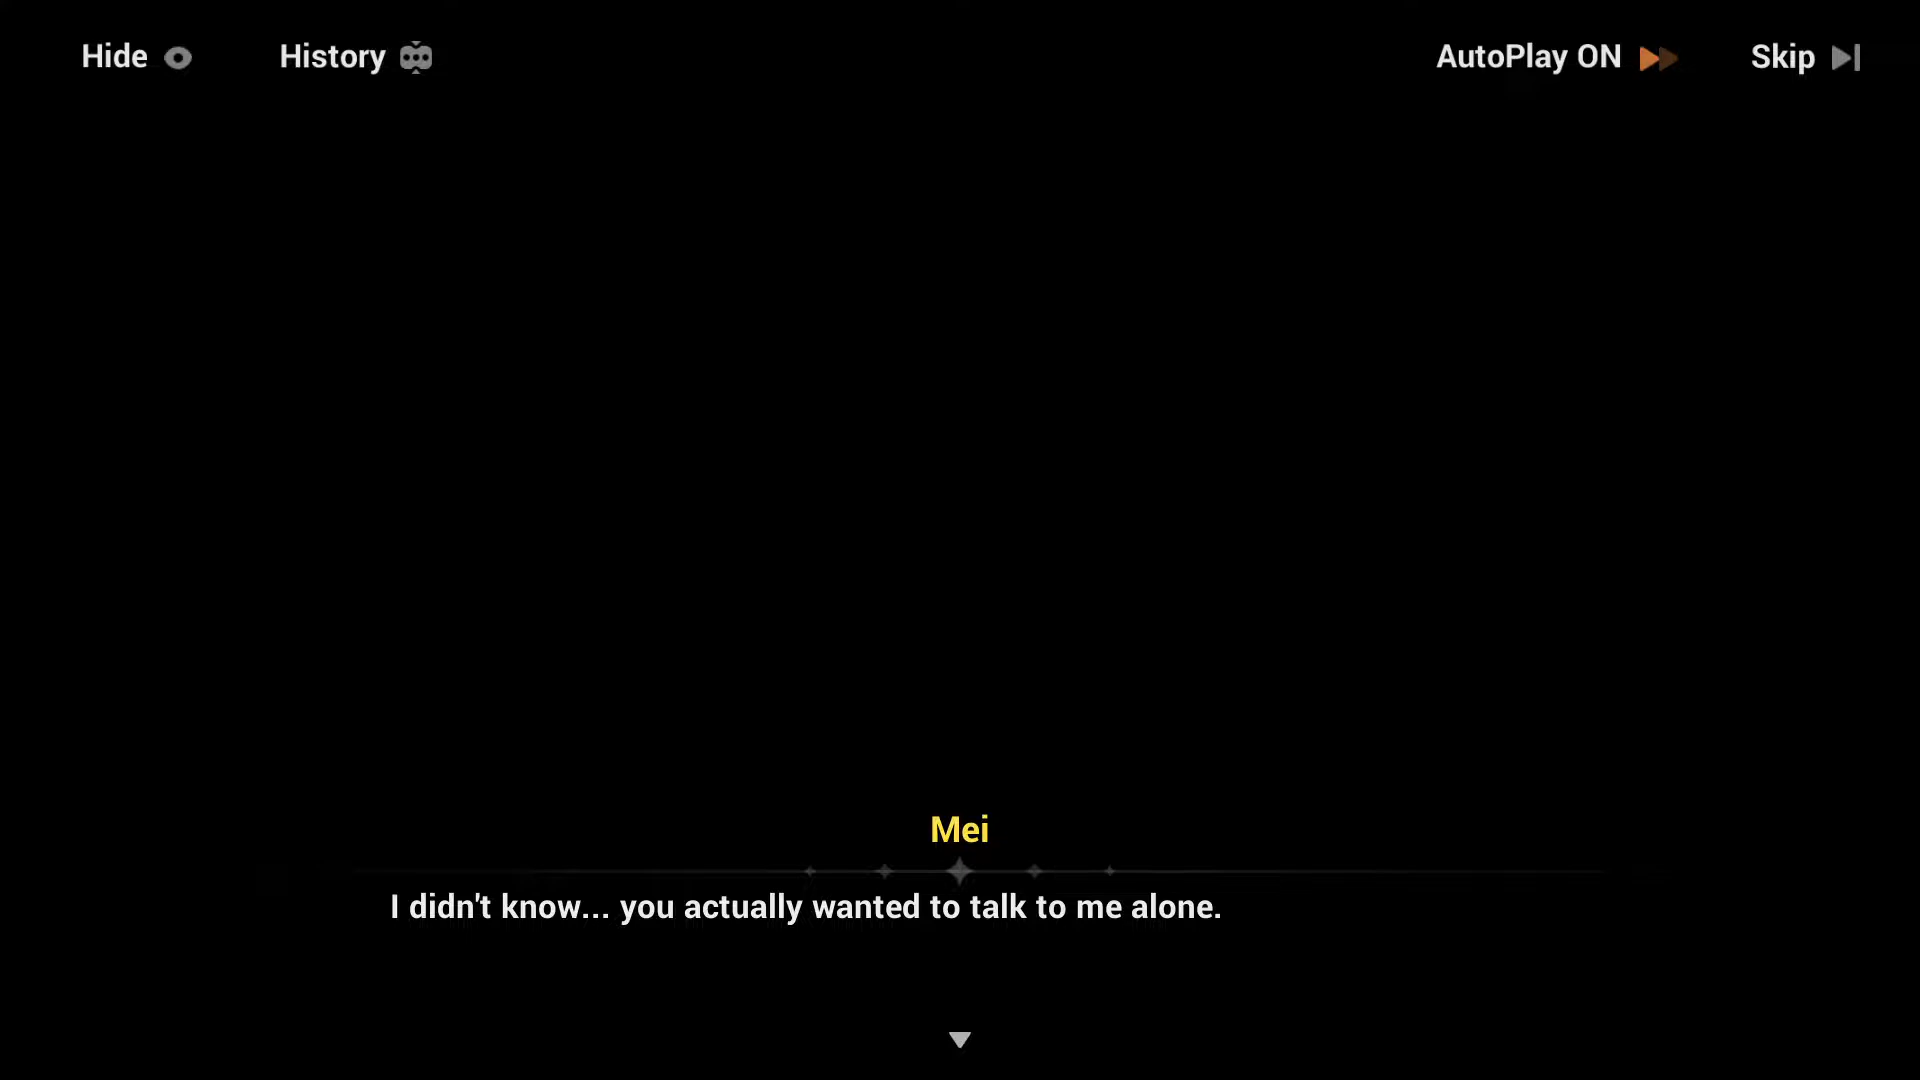 Hide
History
AutoPlay ON
Skip
Mei
I didn't know... you actually wanted to talk to me alone.